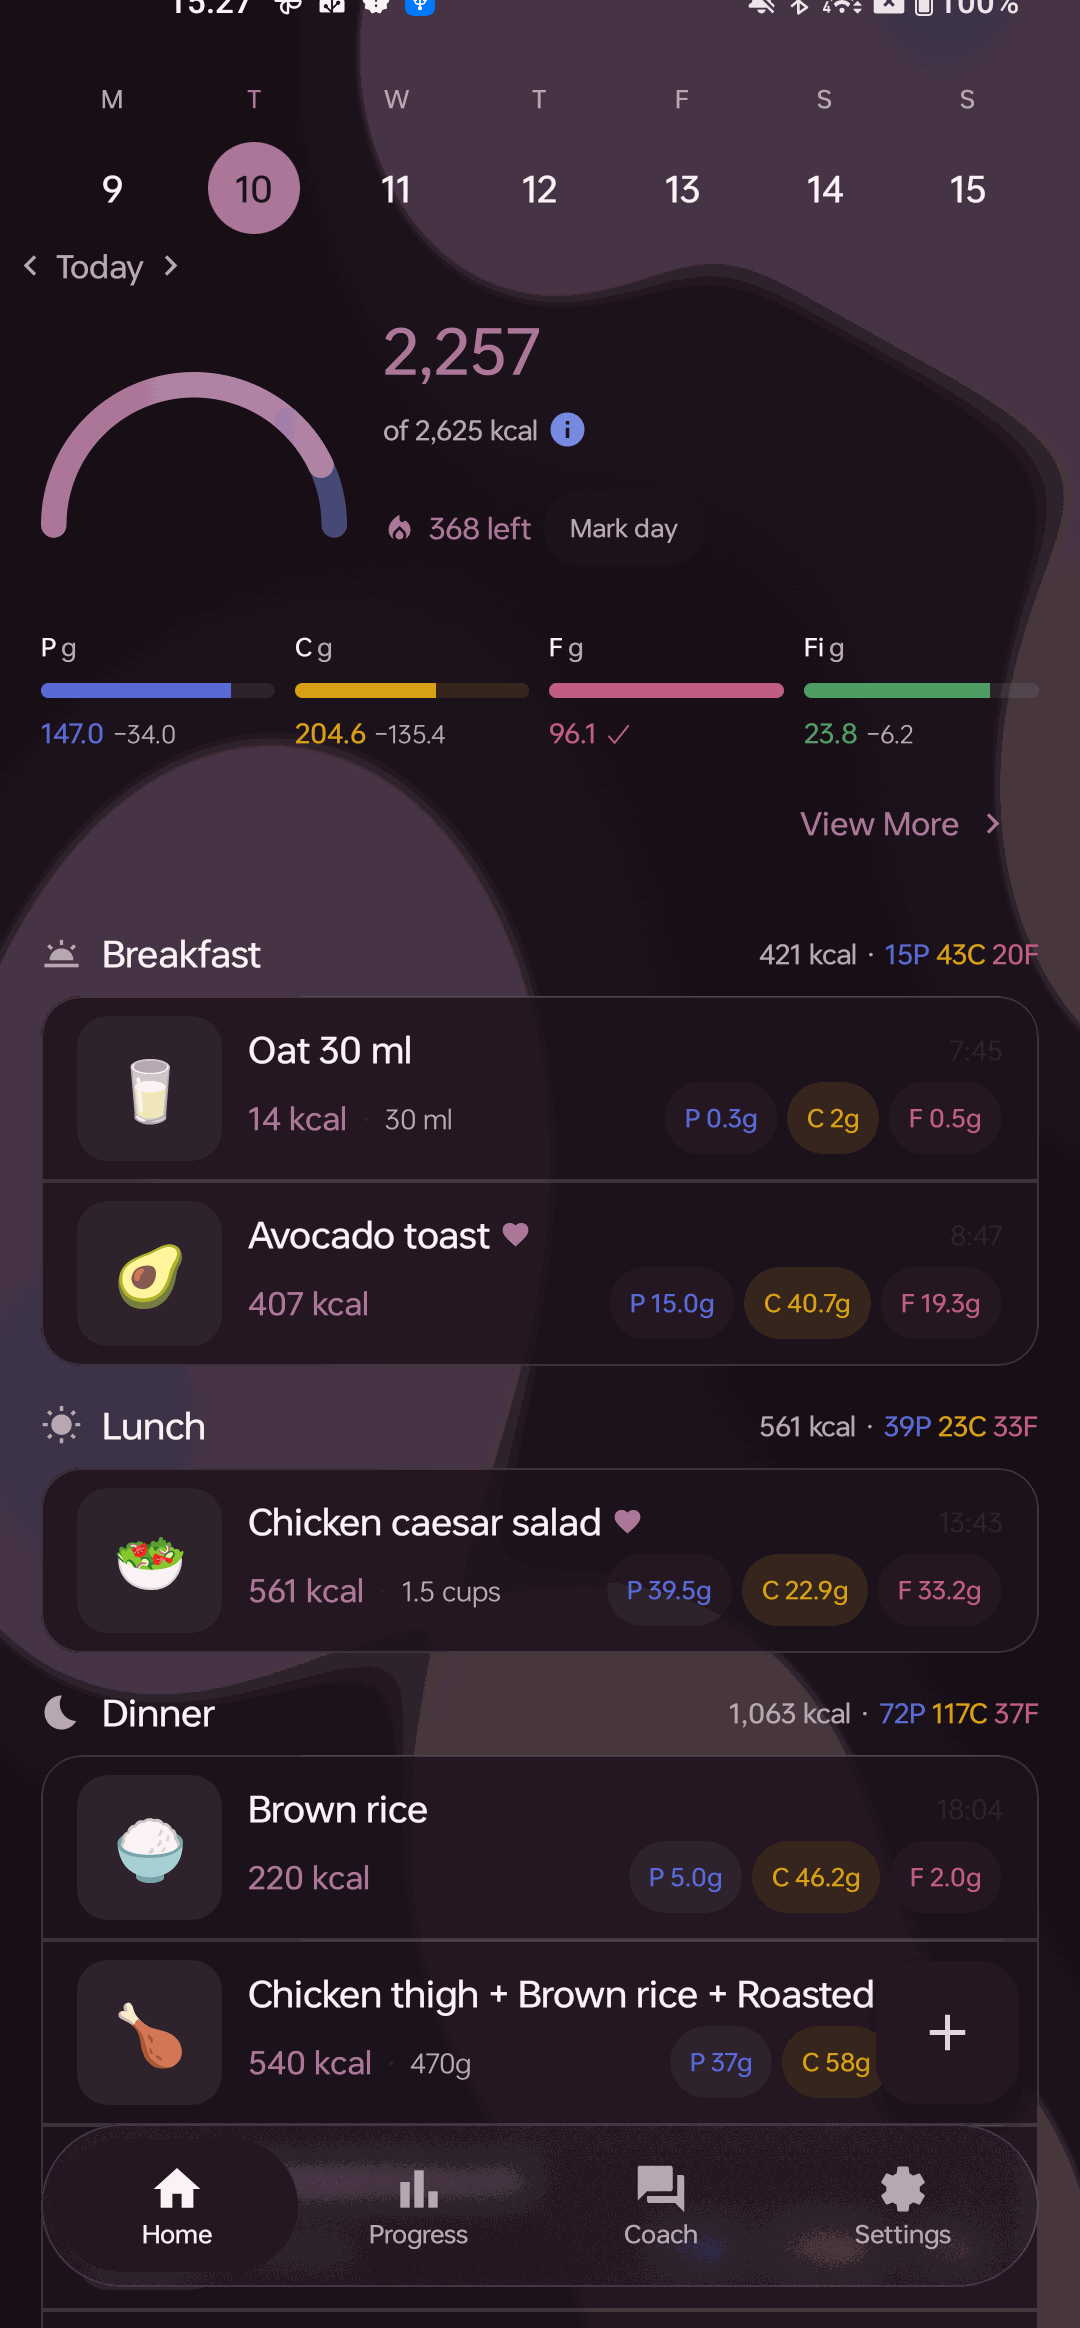 15:27 100%
M T W T F S S
9 10 11 12 13 14 15
Today
2,257
of 2,625 kcal
368 left Mark day
P g C g F g Fi g
147.0 −34.0 204.6 −135.4 96.1 23.8 −6.2
View More
Breakfast 421 kcal · 15P 43C 20F
Oat 30 ml 7:45
14 kcal · 30 ml P 0.3g C 2g F 0.5g
Avocado toast 8:47
407 kcal P 15.0g C 40.7g F 19.3g
Lunch 561 kcal · 39P 23C 33F
Chicken caesar salad 13:43
561 kcal · 1.5 cups P 39.5g C 22.9g F 33.2g
Dinner 1,063 kcal · 72P 117C 37F
Brown rice 18:04
220 kcal P 5.0g C 46.2g F 2.0g
Chicken thigh + Brown rice + Roasted
540 kcal · 470g P 37g C 58g
Home Progress Coach Settings